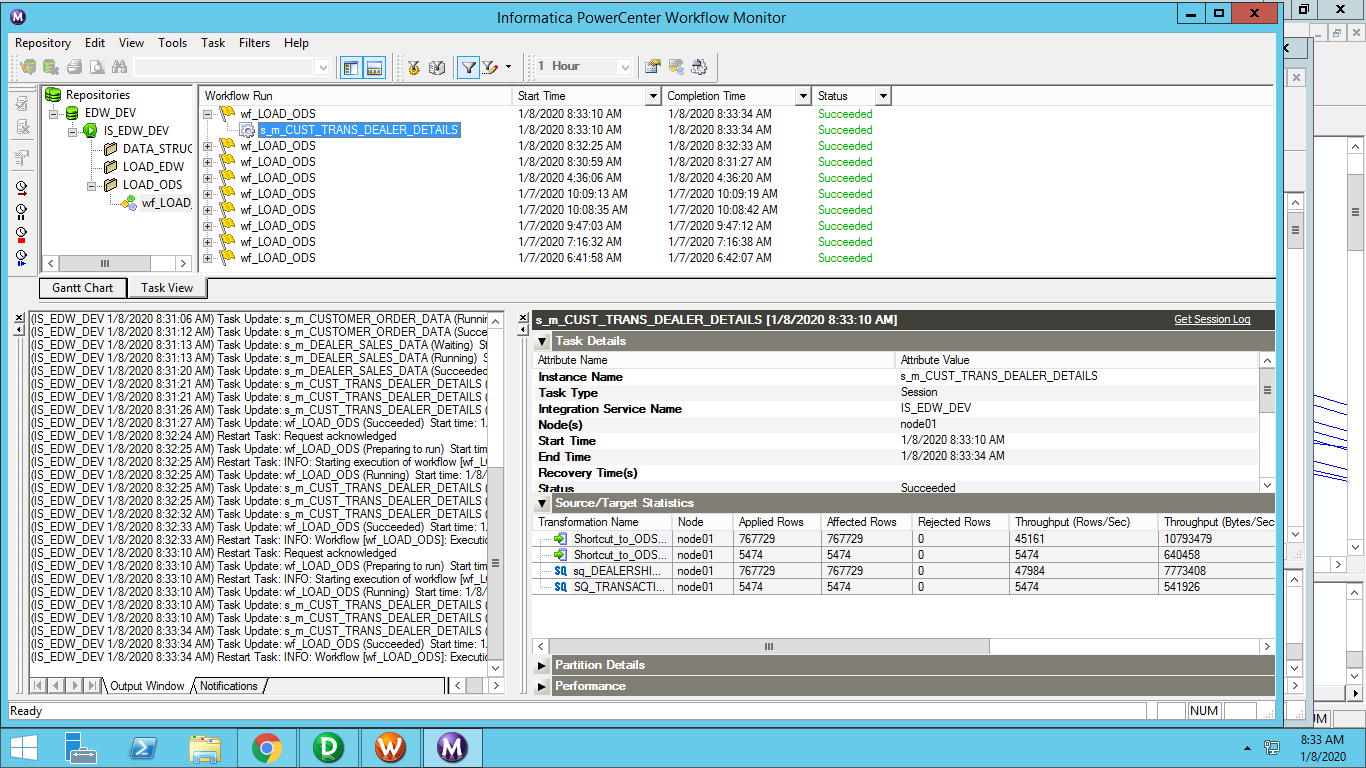 Informatica PowerCenter Workflow Monitor
Repository Edit View Tools Task Filters Help
1 Hour
Repositories
EDW_DEV
IS_EDW_DEV
DATA_STRUC
LOAD_EDW
LOAD_ODS
wf_LOAD_
Workflow Run Start Time Completion Time Status
wf_LOAD_ODS 1/8/2020 8:33:10 AM 1/8/2020 8:33:34 AM Succeeded
s_m_CUST_TRANS_DEALER_DETAILS 1/8/2020 8:33:10 AM 1/8/2020 8:33:34 AM Succeeded
wf_LOAD_ODS 1/8/2020 8:32:25 AM 1/8/2020 8:32:33 AM Succeeded
wf_LOAD_ODS 1/8/2020 8:30:59 AM 1/8/2020 8:31:27 AM Succeeded
wf_LOAD_ODS 1/8/2020 4:36:06 AM 1/8/2020 4:36:20 AM Succeeded
wf_LOAD_ODS 1/7/2020 10:09:13 AM 1/7/2020 10:09:19 AM Succeeded
wf_LOAD_ODS 1/7/2020 10:08:35 AM 1/7/2020 10:08:42 AM Succeeded
wf_LOAD_ODS 1/7/2020 9:47:03 AM 1/7/2020 9:47:12 AM Succeeded
wf_LOAD_ODS 1/7/2020 7:16:32 AM 1/7/2020 7:16:38 AM Succeeded
wf_LOAD_ODS 1/7/2020 6:41:58 AM 1/7/2020 6:42:07 AM Succeeded
Gantt Chart Task View
(IS_EDW_DEV 1/8/2020 8:31:06 AM) Task Update: s_m_CUSTOMER_ORDER_DATA (Runnin
(IS_EDW_DEV 1/8/2020 8:31:12 AM) Task Update: s_m_CUSTOMER_ORDER_DATA (Succe
(IS_EDW_DEV 1/8/2020 8:31:13 AM) Task Update: s_m_DEALER_SALES_DATA (Waiting) St
(IS_EDW_DEV 1/8/2020 8:31:13 AM) Task Update: s_m_DEALER_SALES_DATA (Running) S
(IS_EDW_DEV 1/8/2020 8:31:20 AM) Task Update: s_m_DEALER_SALES_DATA (Succeeded
(IS_EDW_DEV 1/8/2020 8:31:21 AM) Task Update: s_m_CUST_TRANS_DEALER_DETAILS (
(IS_EDW_DEV 1/8/2020 8:31:21 AM) Task Update: s_m_CUST_TRANS_DEALER_DETAILS (
(IS_EDW_DEV 1/8/2020 8:31:26 AM) Task Update: s_m_CUST_TRANS_DEALER_DETAILS (
(IS_EDW_DEV 1/8/2020 8:31:27 AM) Task Update: wf_LOAD_ODS (Succeeded) Start time: 1/
(IS_EDW_DEV 1/8/2020 8:32:24 AM) Restart Task: Request acknowledged
(IS_EDW_DEV 1/8/2020 8:32:25 AM) Task Update: wf_LOAD_ODS (Preparing to run) Start tim
(IS_EDW_DEV 1/8/2020 8:32:25 AM) Restart Task: INFO: Starting execution of workflow [wf_L
(IS_EDW_DEV 1/8/2020 8:32:25 AM) Task Update: wf_LOAD_ODS (Running) Start time: 1/8/
(IS_EDW_DEV 1/8/2020 8:32:25 AM) Task Update: s_m_CUST_TRANS_DEALER_DETAILS (
(IS_EDW_DEV 1/8/2020 8:32:25 AM) Task Update: s_m_CUST_TRANS_DEALER_DETAILS (
(IS_EDW_DEV 1/8/2020 8:32:32 AM) Task Update: s_m_CUST_TRANS_DEALER_DETAILS (
(IS_EDW_DEV 1/8/2020 8:32:33 AM) Task Update: wf_LOAD_ODS (Succeeded) Start time: 1/
(IS_EDW_DEV 1/8/2020 8:32:33 AM) Restart Task: INFO: Workflow [wf_LOAD_ODS]: Executi
(IS_EDW_DEV 1/8/2020 8:33:10 AM) Restart Task: Request acknowledged
(IS_EDW_DEV 1/8/2020 8:33:10 AM) Task Update: wf_LOAD_ODS (Preparing to run) Start tim
(IS_EDW_DEV 1/8/2020 8:33:10 AM) Restart Task: INFO: Starting execution of workflow [wf_L
(IS_EDW_DEV 1/8/2020 8:33:10 AM) Task Update: wf_LOAD_ODS (Running) Start time: 1/8/
(IS_EDW_DEV 1/8/2020 8:33:10 AM) Task Update: s_m_CUST_TRANS_DEALER_DETAILS (
(IS_EDW_DEV 1/8/2020 8:33:10 AM) Task Update: s_m_CUST_TRANS_DEALER_DETAILS (
(IS_EDW_DEV 1/8/2020 8:33:34 AM) Task Update: s_m_CUST_TRANS_DEALER_DETAILS (
(IS_EDW_DEV 1/8/2020 8:33:34 AM) Task Update: wf_LOAD_ODS (Succeeded) Start time: 1/
(IS_EDW_DEV 1/8/2020 8:33:34 AM) Restart Task: INFO: Workflow [wf_LOAD_ODS]: Executi
Output Window Notifications
s_m_CUST_TRANS_DEALER_DETAILS [1/8/2020 8:33:10 AM] Get Session Log
Task Details
Attribute Name Attribute Value
Instance Name s_m_CUST_TRANS_DEALER_DETAILS
Task Type Session
Integration Service Name IS_EDW_DEV
Node(s) node01
Start Time 1/8/2020 8:33:10 AM
End Time 1/8/2020 8:33:34 AM
Recovery Time(s)
Status Succeeded
Source/Target Statistics
Transformation Name Node Applied Rows Affected Rows Rejected Rows Throughput (Rows/Sec) Throughput (Bytes/Sec
Shortcut_to_ODS... node01 767729 767729 0 45161 10793479
Shortcut_to_ODS... node01 5474 5474 0 5474 640458
SQ sq_DEALERSHI... node01 767729 767729 0 47984 7773408
SQ SQ_TRANSACTI... node01 5474 5474 0 5474 541926
Partition Details
Performance
Ready NUM
8:33 AM
1/8/2020